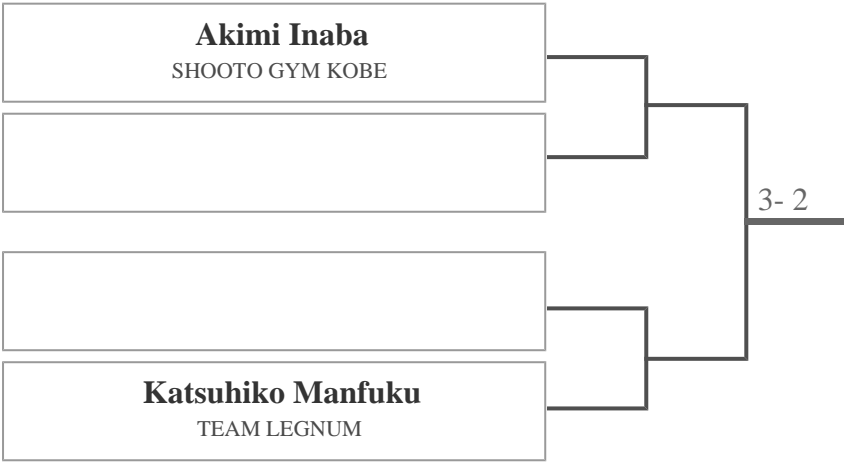 Akimi Inaba
SHOOTO GYM KOBE
3- 2
Katsuhiko Manfuku
TEAM LEGNUM